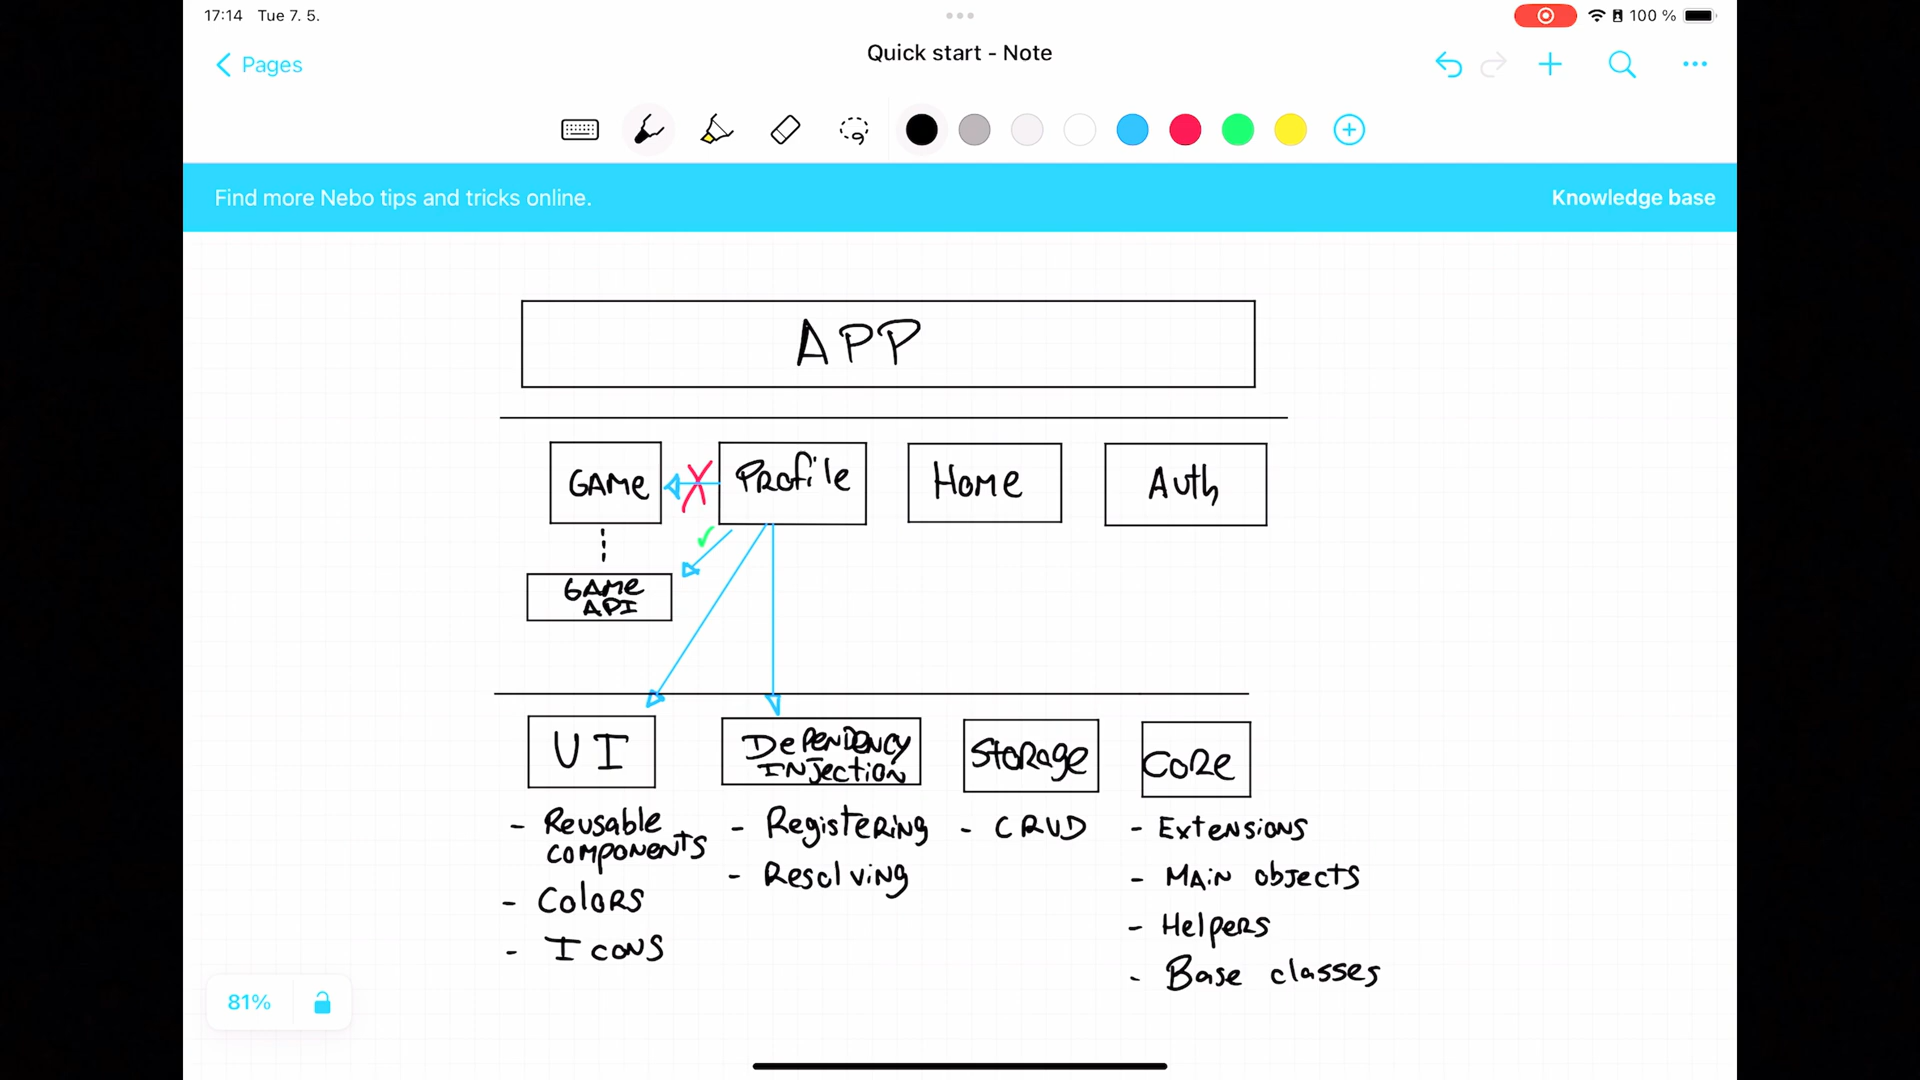 17:14 Tue 7. 5.
100 %
Pages
Quick start - Note
Find more Nebo tips and tricks online.
Knowledge base
APP
GAMe
Profile
Home
Auth
GAMe
API
UI
DePENDENCY
INjection
Storage
Core
- Reusable
components
- Colors
- Icons
- Registering
- Resolving
- CRUD
- Extensions
- MAin objects
- Helpers
- Base classes
81%